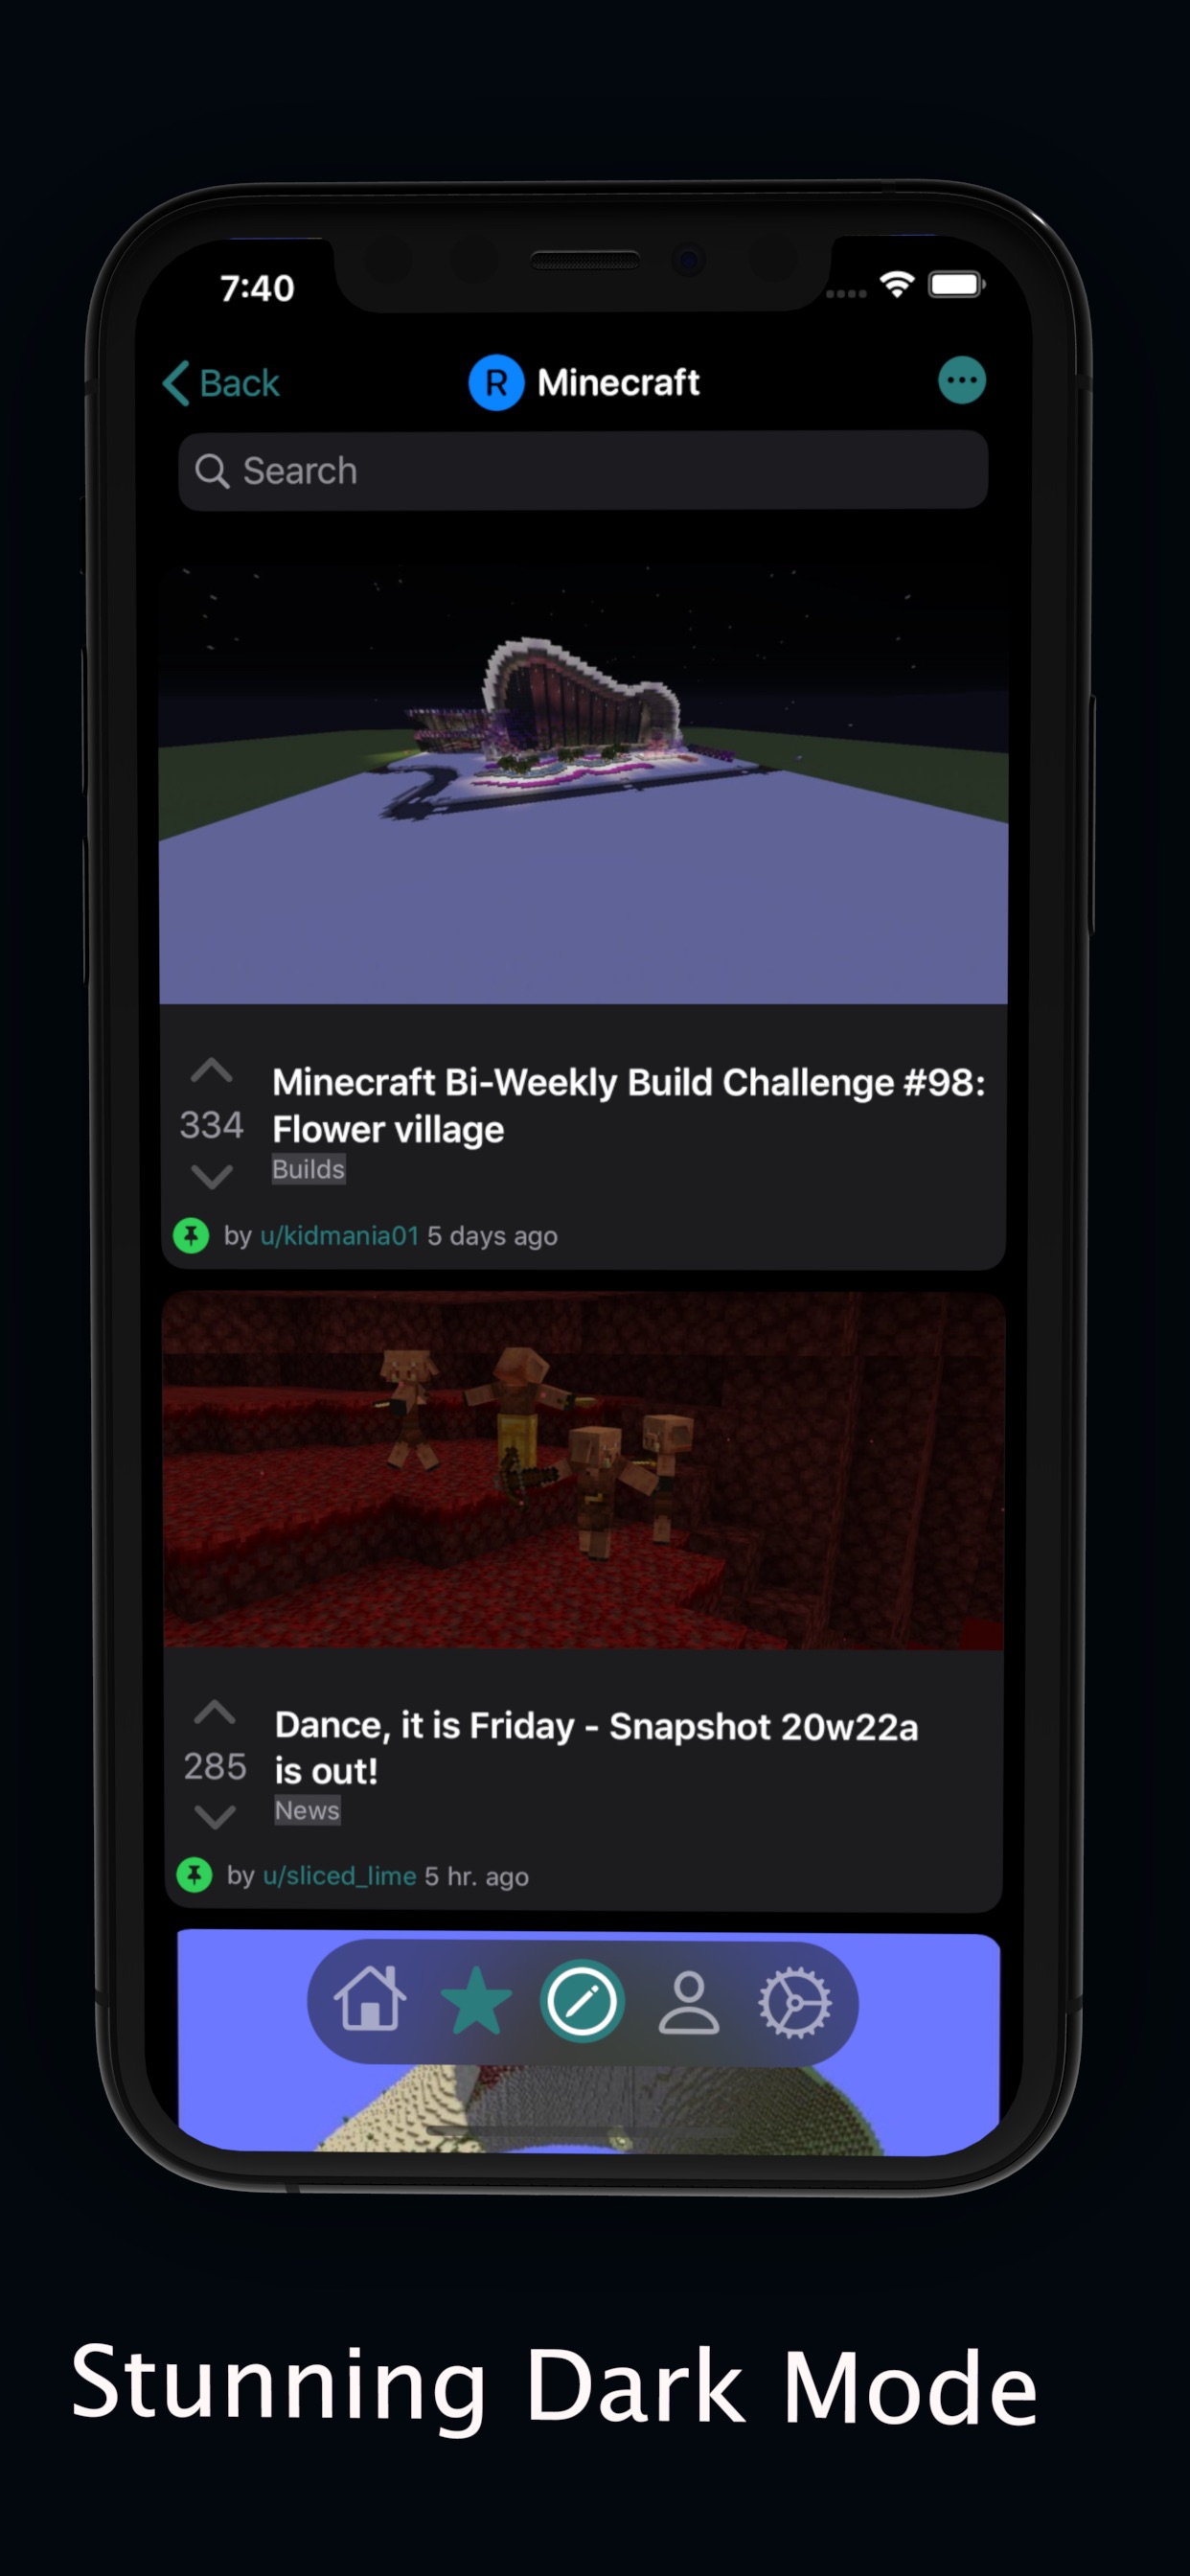 7:40
Back
R Minecraft
Search
Minecraft Bi-Weekly Build Challenge #98:
Flower village
334
Builds
by u/kidmania01 5 days ago
Dance, it is Friday - Snapshot 20w22a
is out!
285
News
by u/sliced_lime 5 hr. ago
Stunning Dark Mode